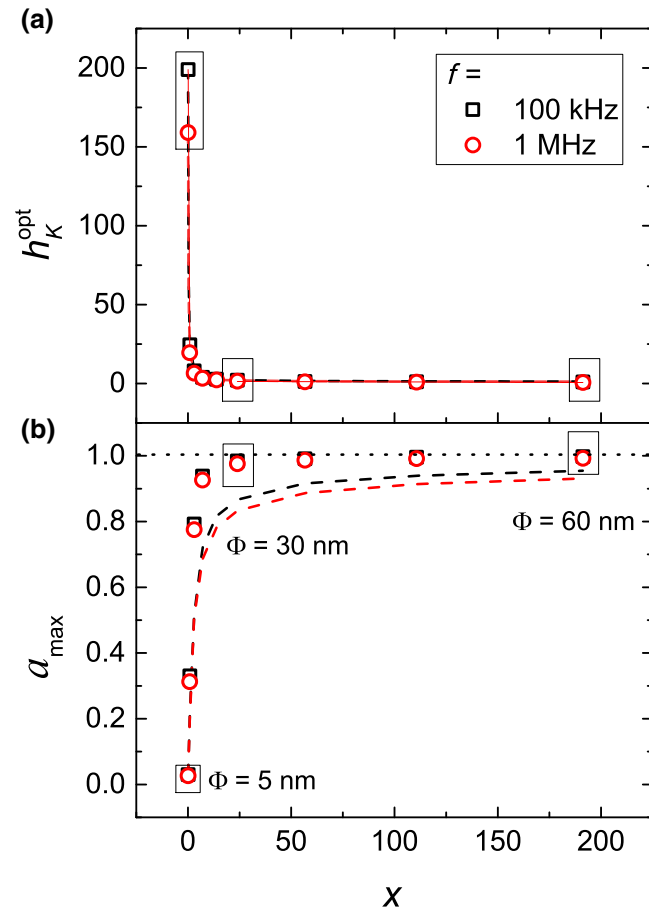 (a)
200
150
100
50
0
h_K^opt
f =
100 kHz
1 MHz
(b)
1.0
0.8
0.6
0.4
0.2
0.0
a_max
Φ = 30 nm
Φ = 60 nm
Φ = 5 nm
0 50 100 150 200
x